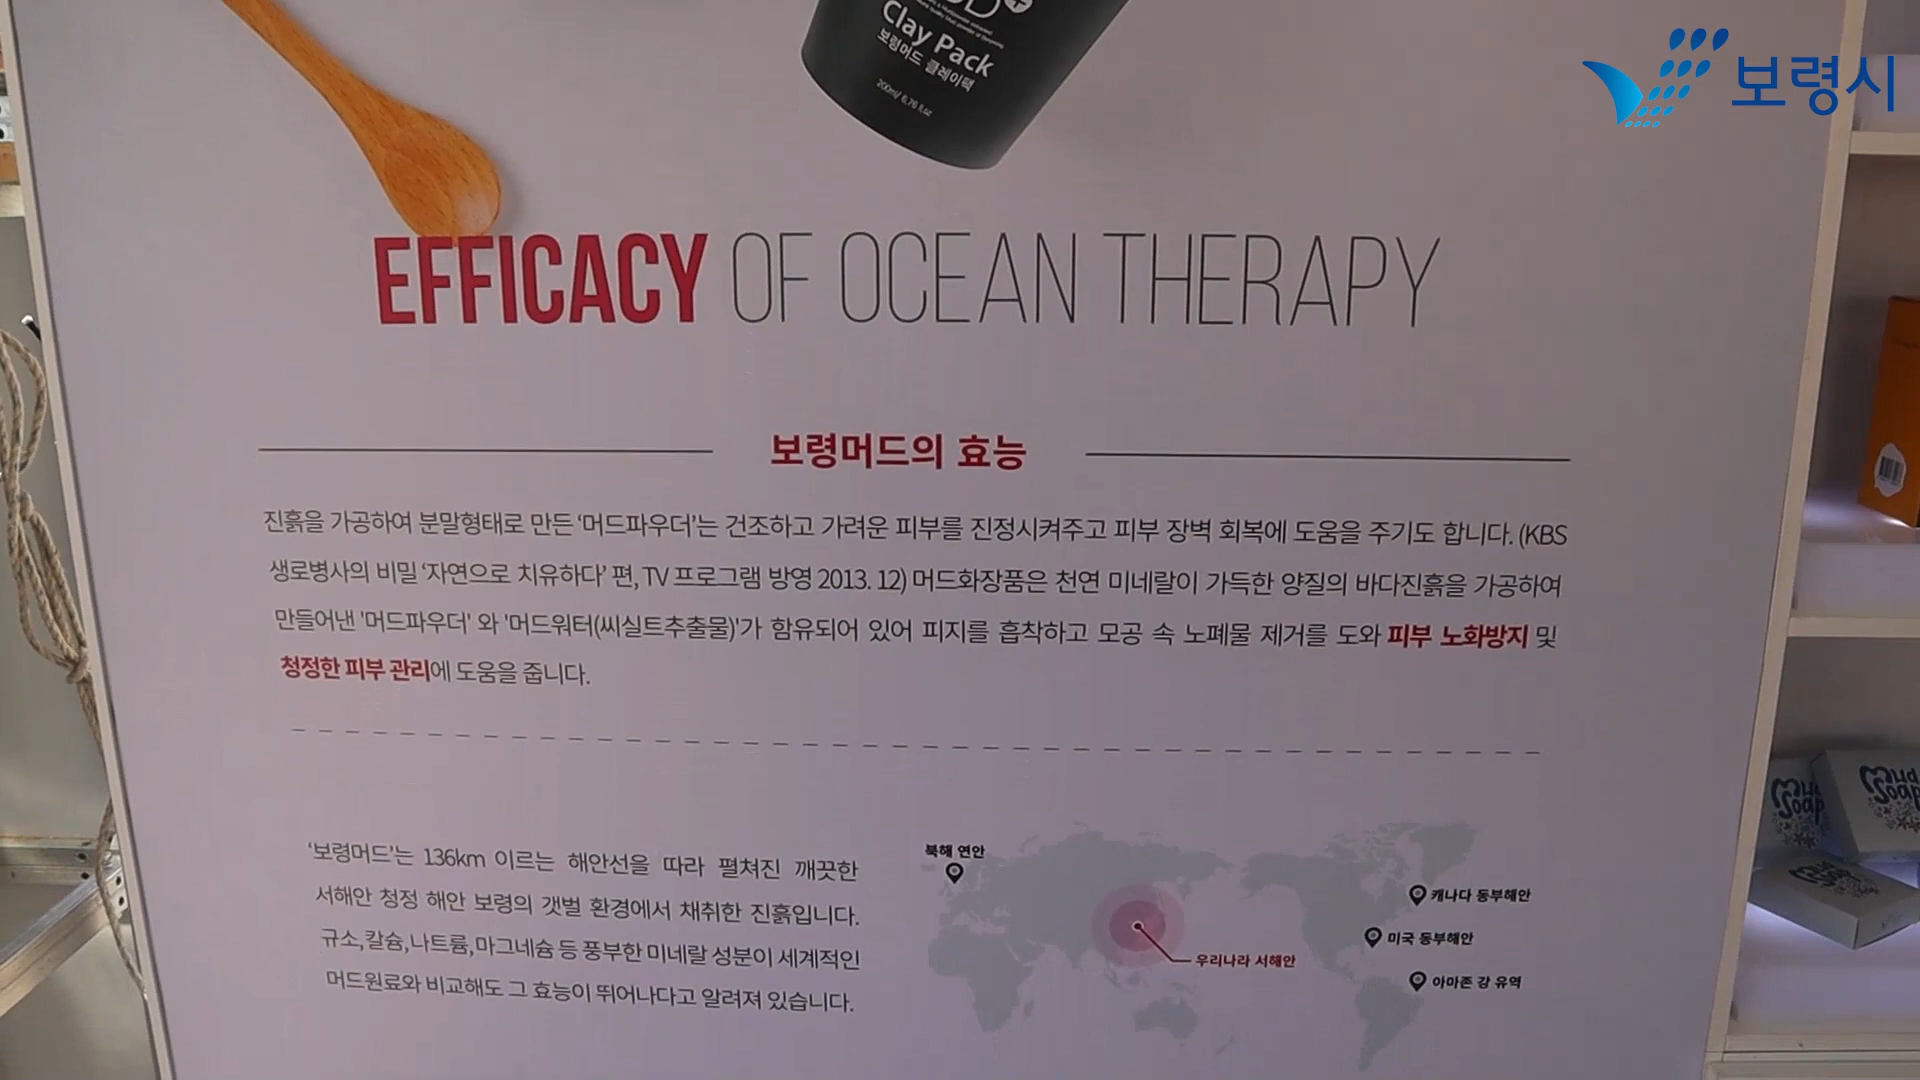 Clay Pack
보령머드 클레이팩
200ml/ 6.76 fl.oz
보령시
EFFICACY OF OCEAN THERAPY
보령머드의 효능
진흙을 가공하여 분말형태로 만든 ‘머드파우더’는 건조하고 가려운 피부를 진정시켜주고 피부 장벽 회복에 도움을 주기도 합니다. (KBS
생로병사의 비밀 ‘자연으로 치유하다’ 편, TV 프로그램 방영 2013. 12) 머드화장품은 천연 미네랄이 가득한 양질의 바다진흙을 가공하여
만들어낸 '머드파우더' 와 '머드워터(씨실트추출물)'가 함유되어 있어 피지를 흡착하고 모공 속 노폐물 제거를 도와 피부 노화방지 및
청정한 피부 관리에 도움을 줍니다.
‘보령머드’는 136km 이르는 해안선을 따라 펼쳐진 깨끗한
서해안 청정 해안 보령의 갯벌 환경에서 채취한 진흙입니다.
규소,칼슘,나트륨,마그네슘 등 풍부한 미네랄 성분이 세계적인
머드원료와 비교해도 그 효능이 뛰어나다고 알려져 있습니다.
북해 연안
캐나다 동부해안
미국 동부해안
우리나라 서해안
아마존 강 유역
Mud
Soap
Mud
Soap